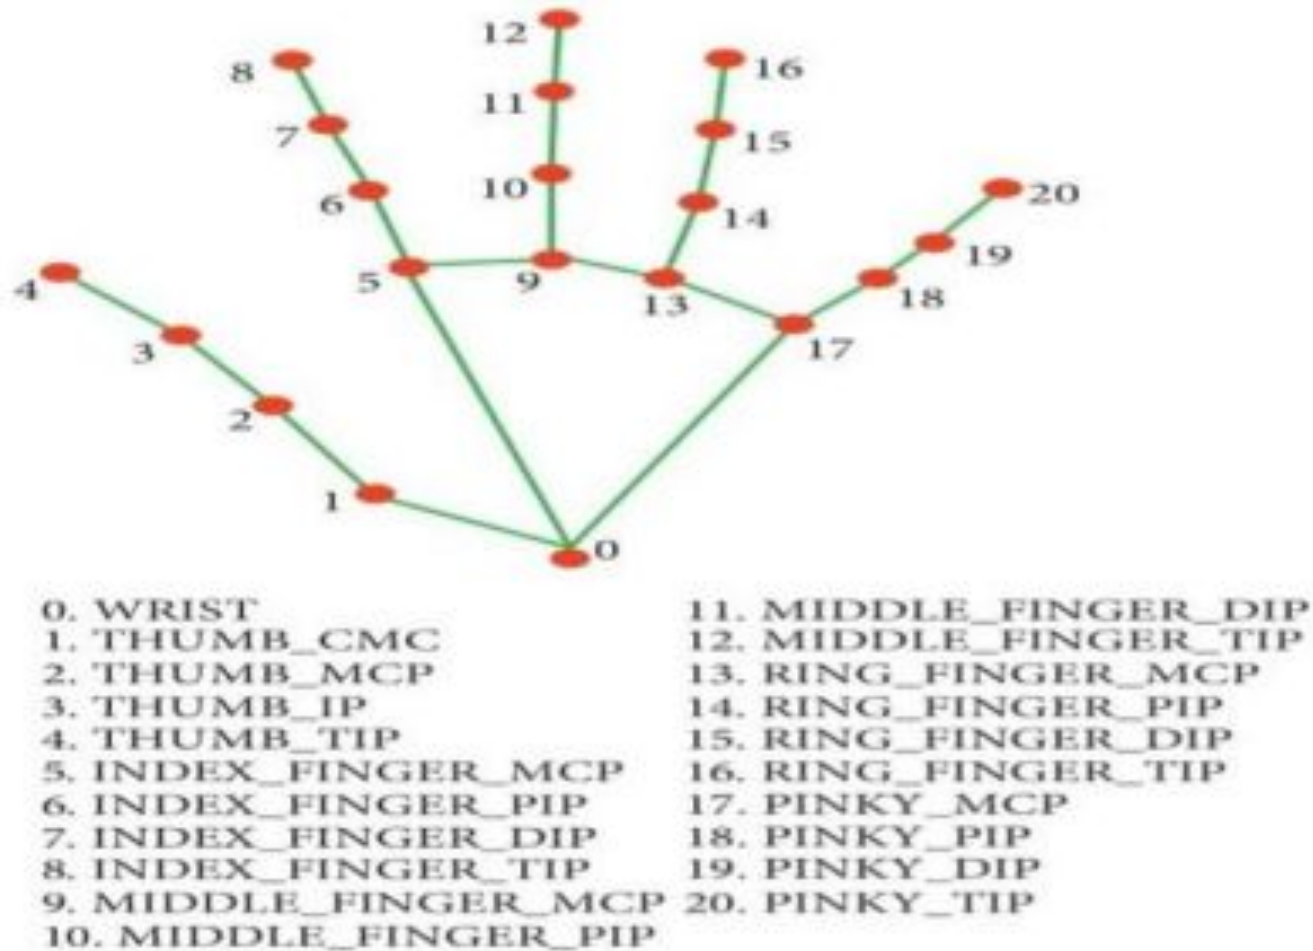 12
8
16
11
7
15
10
6
20
14
19
4
5
9
18
13
3
17
2
1
0
0. WRIST
1. THUMB_CMC
2. THUMB_MCP
3. THUMB_IP
4. THUMB_TIP
5. INDEX_FINGER_MCP
6. INDEX_FINGER_PIP
7. INDEX_FINGER_DIP
8. INDEX_FINGER_TIP
9. MIDDLE_FINGER_MCP
10. MIDDLE_FINGER_PIP
11. MIDDLE_FINGER_DIP
12. MIDDLE_FINGER_TIP
13. RING_FINGER_MCP
14. RING_FINGER_PIP
15. RING_FINGER_DIP
16. RING_FINGER_TIP
17. PINKY_MCP
18. PINKY_PIP
19. PINKY_DIP
20. PINKY_TIP